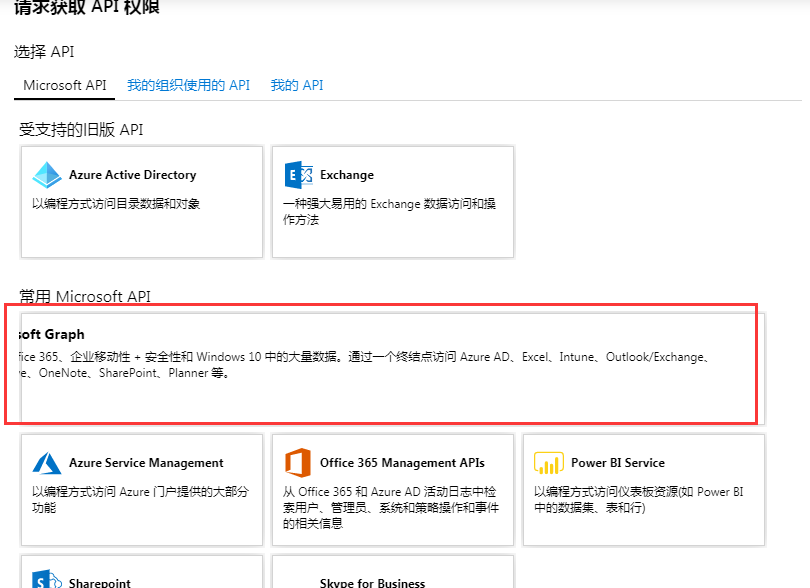 请求获取 API 权限
选择 API
Microsoft API 我的组织使用的 API 我的 API
受支持的旧版 API
Azure Active Directory
以编程方式访问目录数据和对象
Exchange
一种强大易用的 Exchange 数据访问和操
作方法
常用 Microsoft API
soft Graph
fice 365、企业移动性 + 安全性和 Windows 10 中的大量数据。通过一个终结点访问 Azure AD、Excel、Intune、Outlook/Exchange、
e、OneNote、SharePoint、Planner 等。
Azure Service Management
以编程方式访问 Azure 门户提供的大部分
功能
Office 365 Management APIs
从 Office 365 和 Azure AD 活动日志中检
索用户、管理员、系统和策略操作和事件
的相关信息
Power BI Service
以编程方式访问仪表板资源(如 Power BI
中的数据集、表和行)
Sharepoint
Skype for Business